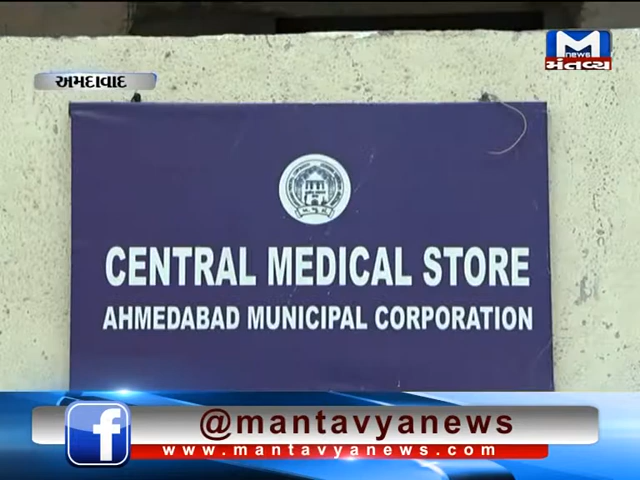 અમદાવાદ
M
news
મંતવ્ય
CENTRAL MEDICAL STORE
AHMEDABAD MUNICIPAL CORPORATION
f
@mantavyanews
www.mantavyanews.com